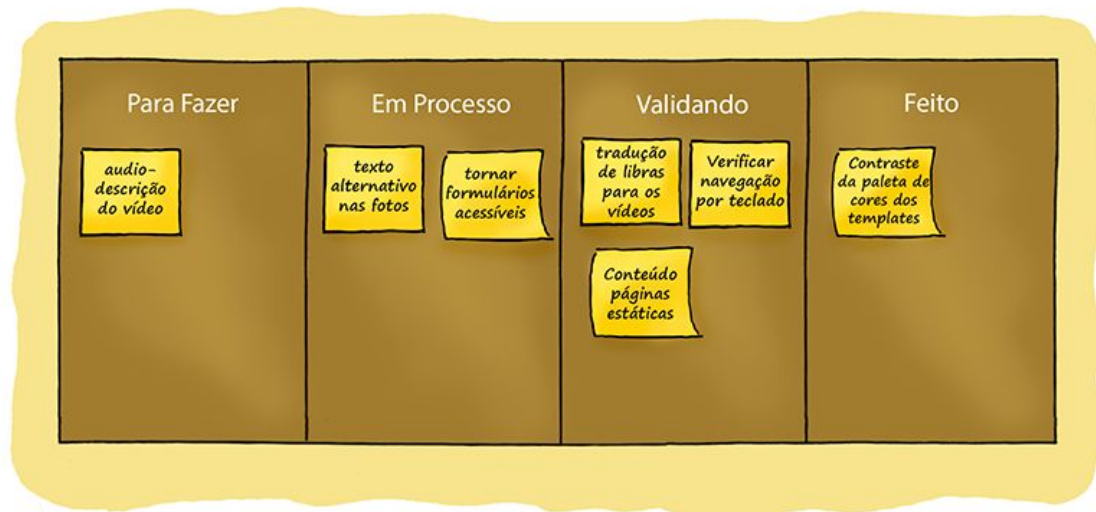 Para Fazer
audio-
descrição
do vídeo
Em Processo
texto
alternativo
nas fotos
tornar
formulários
acessíveis
Validando
tradução
de libras
para os
vídeos
Verificar
navegação
por teclado
Conteúdo
páginas
estáticas
Feito
Contraste
da paleta de
cores dos
templates